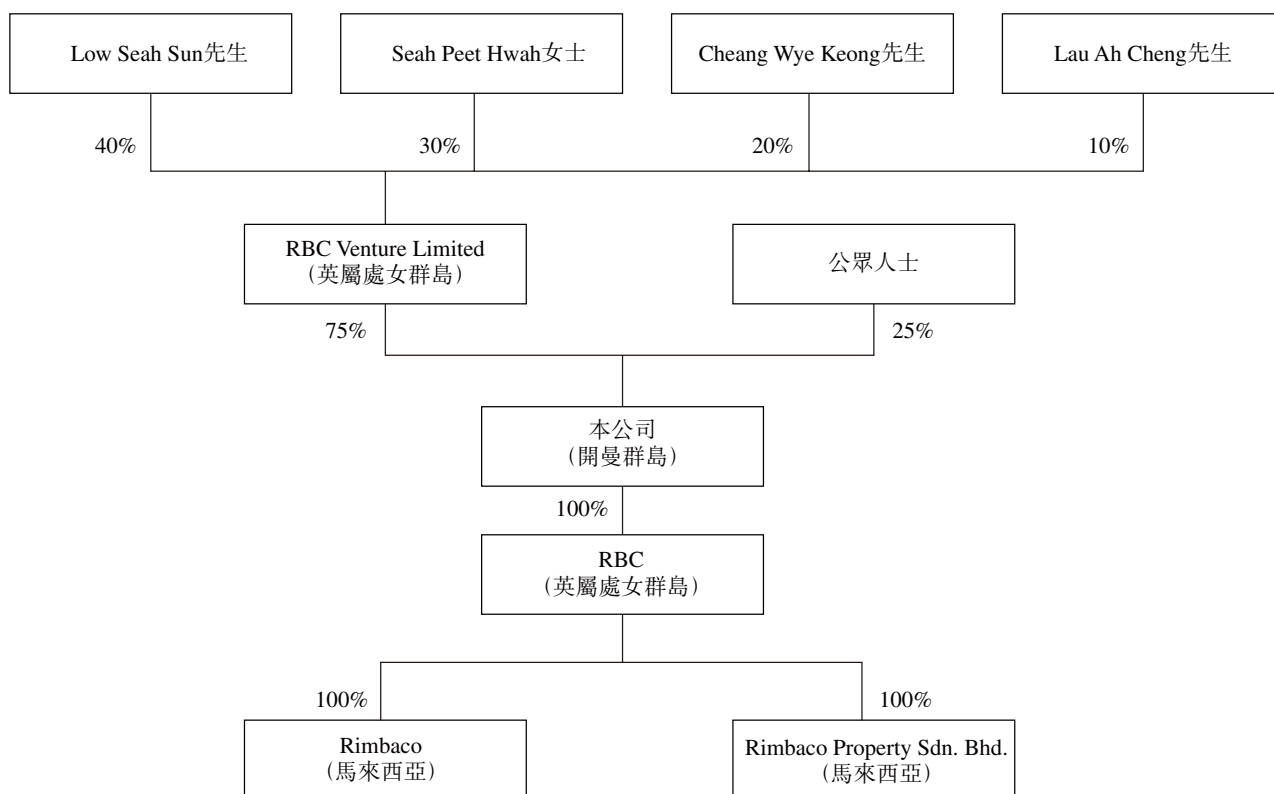 Low Seah Sun先生
Seah Peet Hwah女士
Cheang Wye Keong先生
Lau Ah Cheng先生
40%
30%
20%
10%
RBC Venture Limited
（英屬處女群島）
公眾人士
75%
25%
本公司
（開曼群島）
100%
RBC
（英屬處女群島）
100%
100%
Rimbaco
（馬來西亞）
Rimbaco Property Sdn. Bhd.
（馬來西亞）